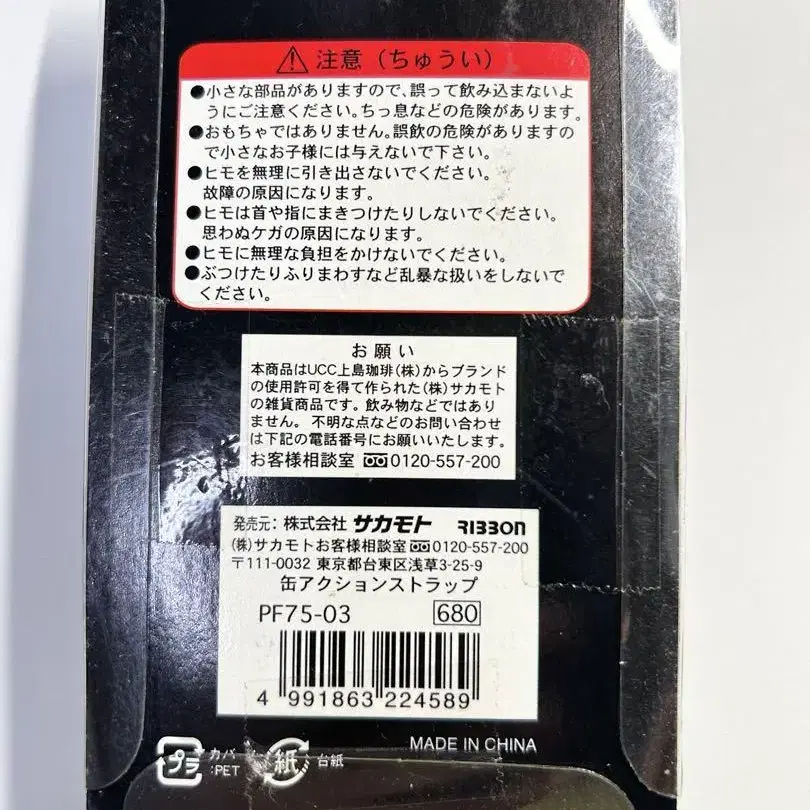 注意（ちゅうい）
●小さな部品がありますので、誤って飲み込まないよ
うにご注意ください。ちっ息などの危険があります。
●おもちゃではありません。誤飲の危険がありますの
で小さなお子様には与えないで下さい。
●ヒモを無理に引き出さないでください。
故障の原因になります。
●ヒモは首や指にまきつけたりしないでください。
思わぬケガの原因になります。
●ヒモに無理な負担をかけないでください。
●ぶつけたりふりまわすなど乱暴な扱いをしないで
ください。
お願い
本商品はUCC上島珈琲(株)からブランド
の使用許可を得て作られた(株)サカモト
の雑貨商品です。飲み物などではあり
ません。不明な点などのお問い合わせ
は下記の電話番号にお願いいたします。
お客様相談室 0120-557-200
発売元: 株式会社 サカモト RIBBON
(株)サカモトお客様相談室 0120-557-200
〒111-0032 東京都台東区浅草3-25-9
缶アクションストラップ
PF75-03 680
4 991863 224589
MADE IN CHINA
プラ カバー :PET 紙 台紙